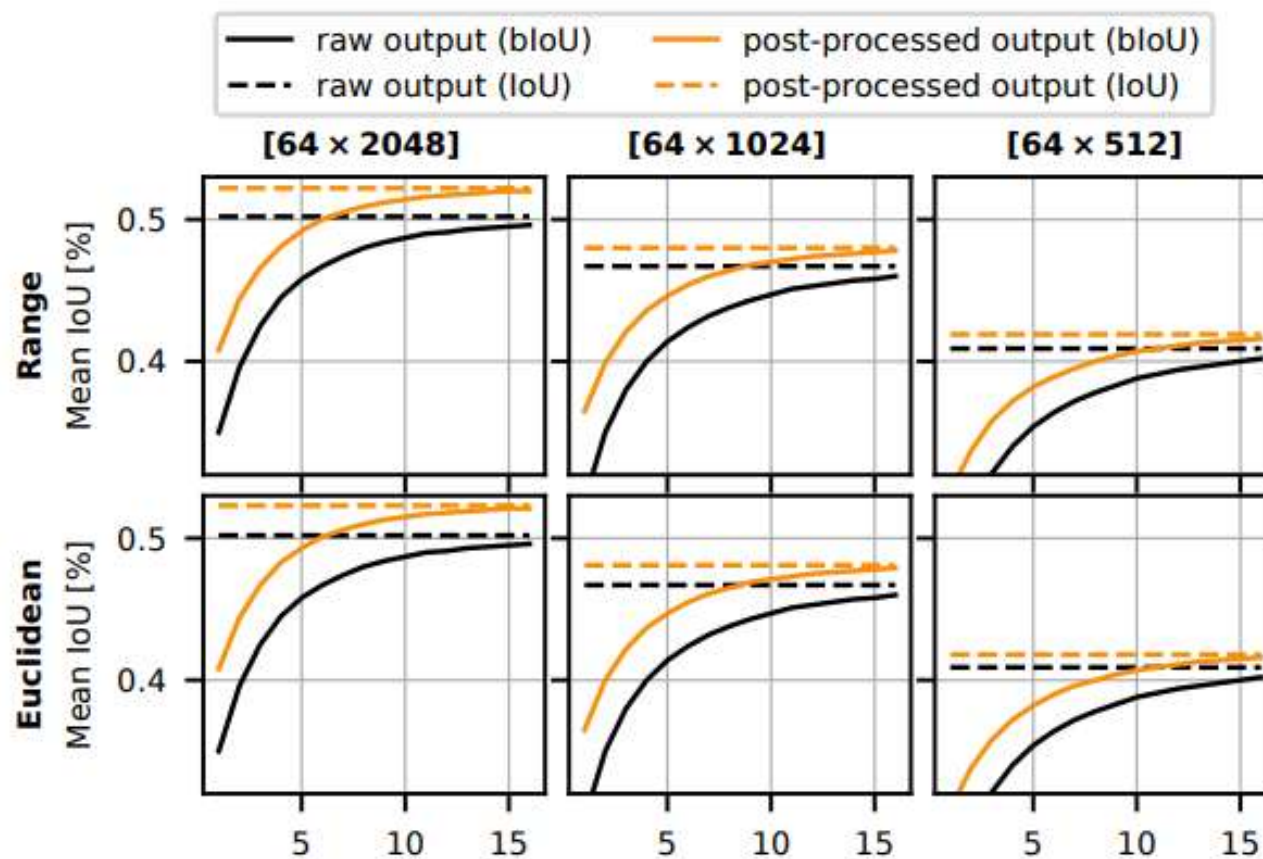 raw output (bIoU) post-processed output (bIoU)
raw output (IoU) post-processed output (IoU)
[64 × 2048] [64 × 1024] [64 × 512]
Range
Mean IoU [%]
0.5
0.4
Euclidean
Mean IoU [%]
0.5
0.4
5 10 15 5 10 15 5 10 15